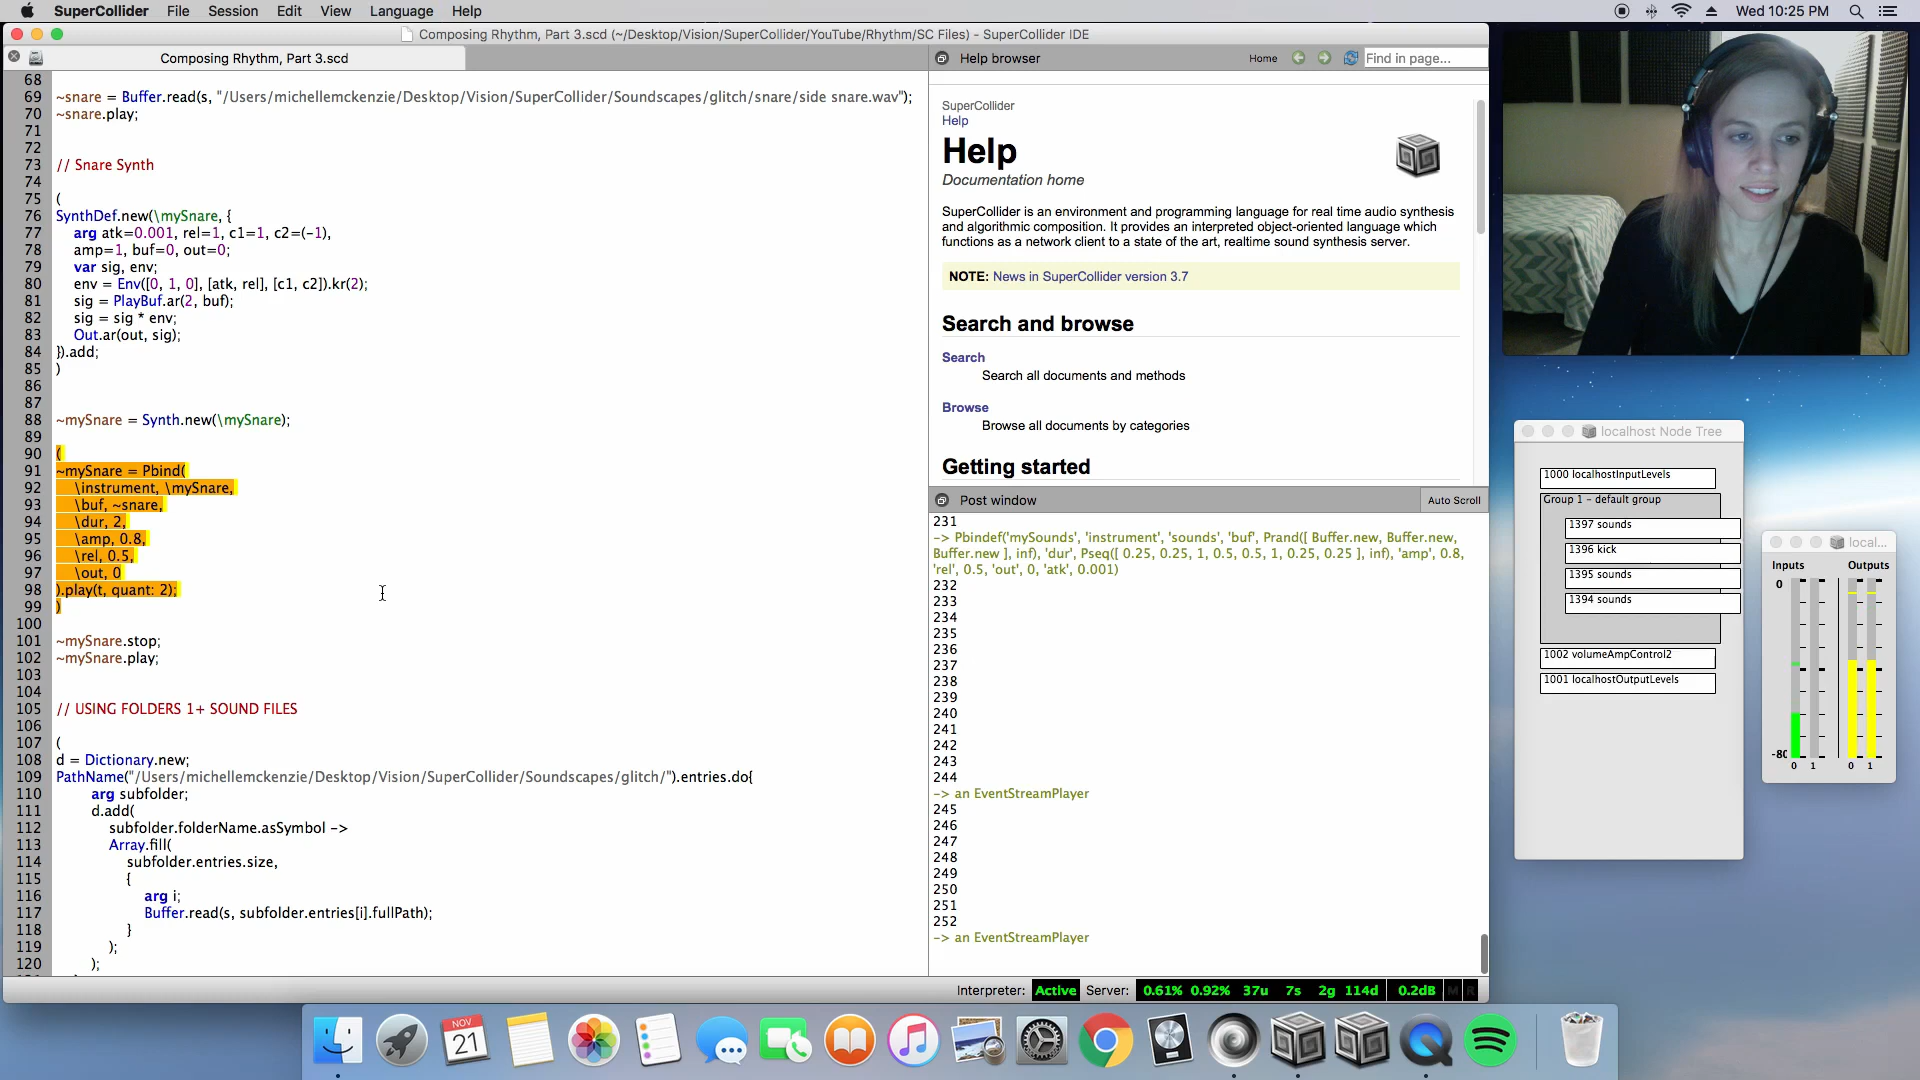 SuperCollider File Session Edit View Language Help
Wed 10:25 PM
Composing Rhythm, Part 3.scd (~/Desktop/Vision/SuperCollider/YouTube/Rhythm/SC Files) - SuperCollider IDE
Composing Rhythm, Part 3.scd
68
69 ~snare = Buffer.read(s, "/Users/michellemckenzie/Desktop/Vision/SuperCollider/Soundscapes/glitch/snare/side snare.wav");
70 ~snare.play;
71
72
73 // Snare Synth
74
75 (
76 SynthDef.new(\mySnare, {
77 arg atk=0.001, rel=1, c1=1, c2=(-1),
78 amp=1, buf=0, out=0;
79 var sig, env;
80 env = Env([0, 1, 0], [atk, rel], [c1, c2]).kr(2);
81 sig = PlayBuf.ar(2, buf);
82 sig = sig * env;
83 Out.ar(out, sig);
84 }).add;
85 )
86
87
88 ~mySnare = Synth.new(\mySnare);
89
90 (
91 ~mySnare = Pbind(
92 \instrument, \mySnare,
93 \buf, ~snare,
94 \dur, 2,
95 \amp, 0.8,
96 \rel, 0.5,
97 \out, 0
98 ).play(t, quant: 2);
99 )
100
101 ~mySnare.stop;
102 ~mySnare.play;
103
104
105 // USING FOLDERS 1+ SOUND FILES
106
107 (
108 d = Dictionary.new;
109 PathName("/Users/michellemckenzie/Desktop/Vision/SuperCollider/Soundscapes/glitch/").entries.do{
110 arg subfolder;
111 d.add(
112 subfolder.folderName.asSymbol ->
113 Array.fill(
114 subfolder.entries.size,
115 {
116 arg i;
117 Buffer.read(s, subfolder.entries[i].fullPath);
118 }
119 );
120 );
Help browser
Home
Find in page...
SuperCollider
Help
Help
Documentation home
SuperCollider is an environment and programming language for real time audio synthesis
and algorithmic composition. It provides an interpreted object-oriented language which
functions as a network client to a state of the art, realtime sound synthesis server.
NOTE: News in SuperCollider version 3.7
Search and browse
Search
Search all documents and methods
Browse
Browse all documents by categories
Getting started
Post window
Auto Scroll
231
-> Pbindef('mySounds', 'instrument', 'sounds', 'buf', Prand([ Buffer.new, Buffer.new,
Buffer.new ], inf), 'dur', Pseq([ 0.25, 0.25, 1, 0.5, 0.5, 1, 0.25, 0.25 ], inf), 'amp', 0.8,
'rel', 0.5, 'out', 0, 'atk', 0.001)
232
233
234
235
236
237
238
239
240
241
242
243
244
-> an EventStreamPlayer
245
246
247
248
249
250
251
252
-> an EventStreamPlayer
Interpreter: Active Server: 0.61% 0.92% 37u 7s 2g 114d 0.2dB M R
localhost Node Tree
1000 localhostInputLevels
Group 1 - default group
1397 sounds
1396 kick
1395 sounds
1394 sounds
1002 volumeAmpControl2
1001 localhostOutputLevels
local...
Inputs Outputs
0
-80
0 1 0 1
NOV
21